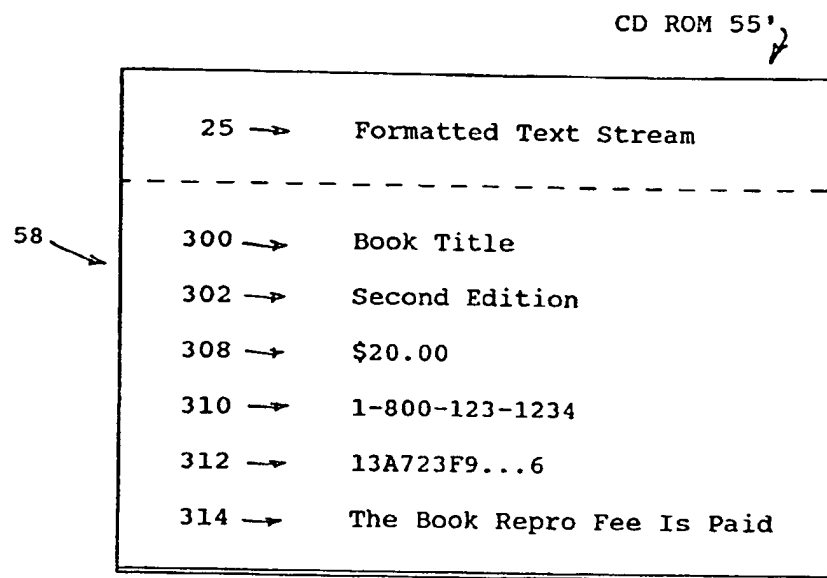 CD ROM 55'
25 Formatted Text Stream
58
300 Book Title
302 Second Edition
308 $20.00
310 1-800-123-1234
312 13A723F9...6
314 The Book Repro Fee Is Paid